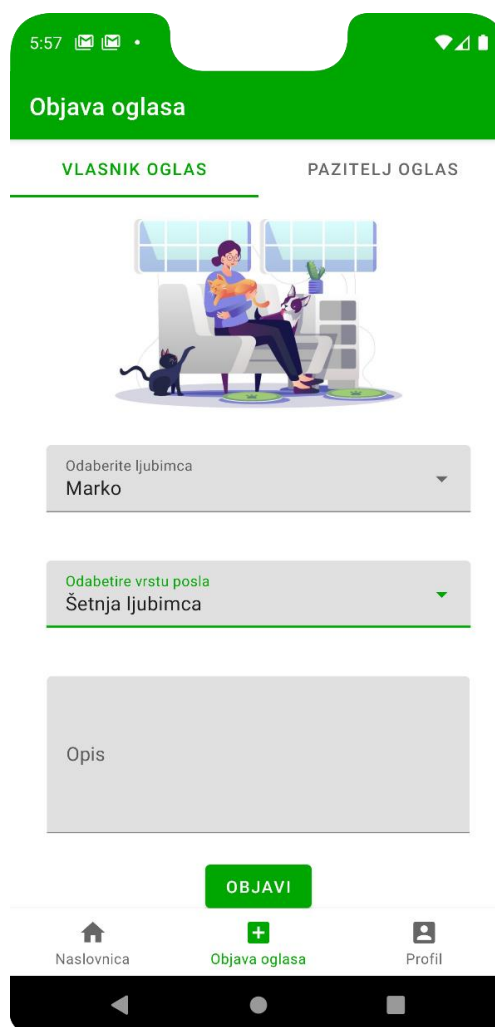 5:57
Objava oglasa
VLASNIK OGLAS PAZITELJ OGLAS
Odaberite ljubimca
Marko
Odabetire vrstu posla
Šetnja ljubimca
Opis
OBJAVI
Naslovnica Objava oglasa Profil